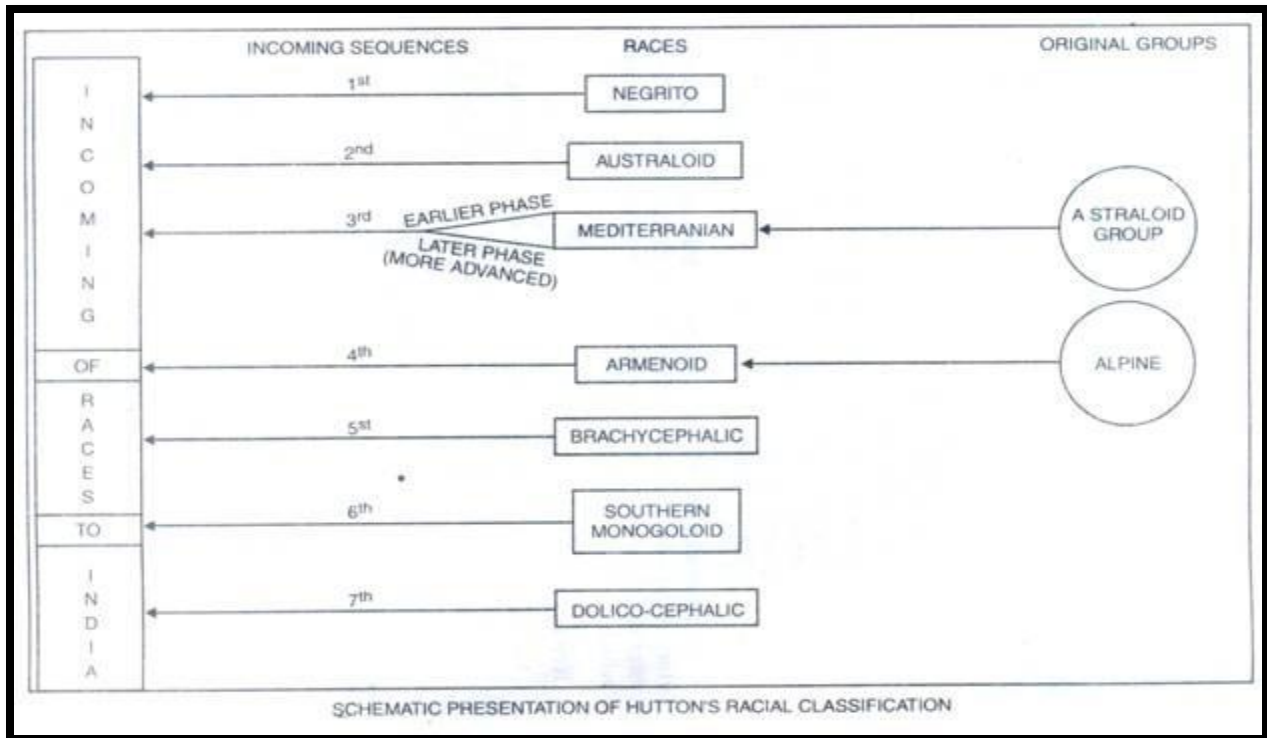 INCOMING SEQUENCES
RACES
ORIGINAL GROUPS
I
N
C
O
M
I
N
G
OF
R
A
C
E
S
TO
I
N
D
I
A
1st
NEGRITO
2nd
AUSTRALOID
3rd
EARLIER PHASE
LATER PHASE
(MORE ADVANCED)
MEDITERRANIAN
A STRALOID
GROUP
4th
ARMENOID
ALPINE
5st
BRACHYCEPHALIC
6th
SOUTHERN
MONOGOLOID
7th
DOLICO-CEPHALIC
SCHEMATIC PRESENTATION OF HUTTON'S RACIAL CLASSIFICATION